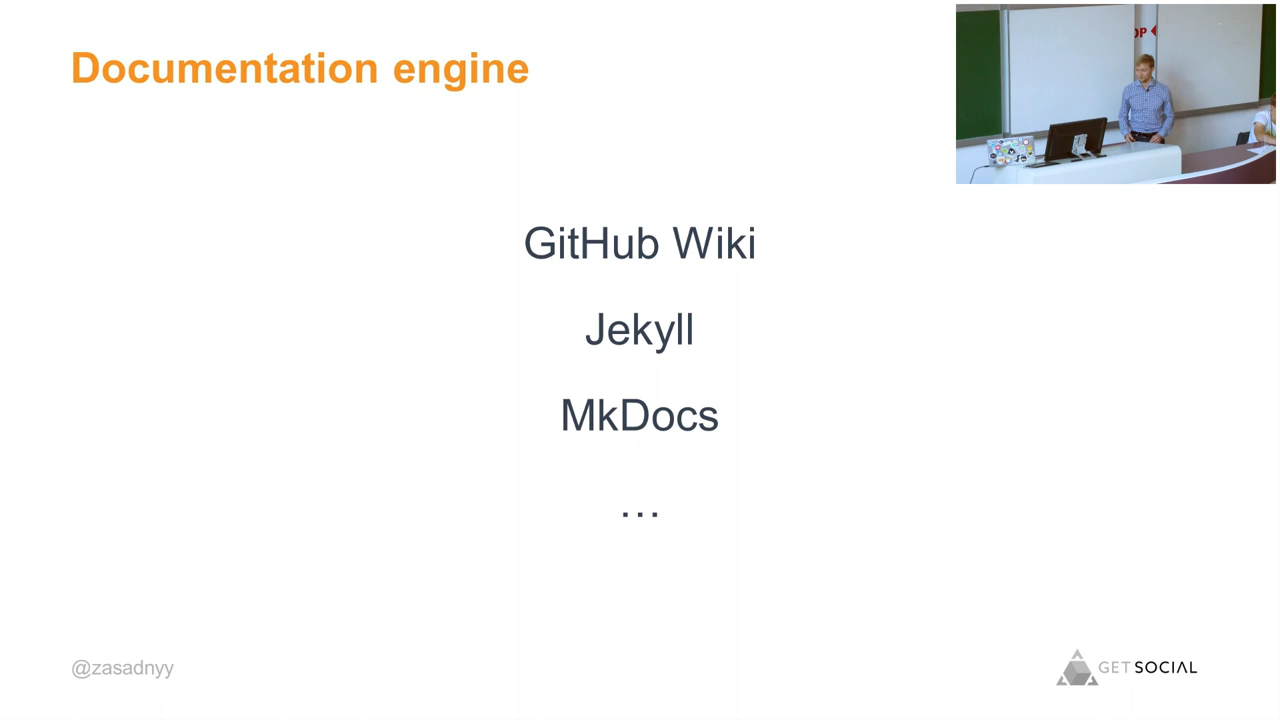 Documentation engine
GitHub Wiki
Jekyll
MkDocs
...
@zasadnyy
GET SOCIAL